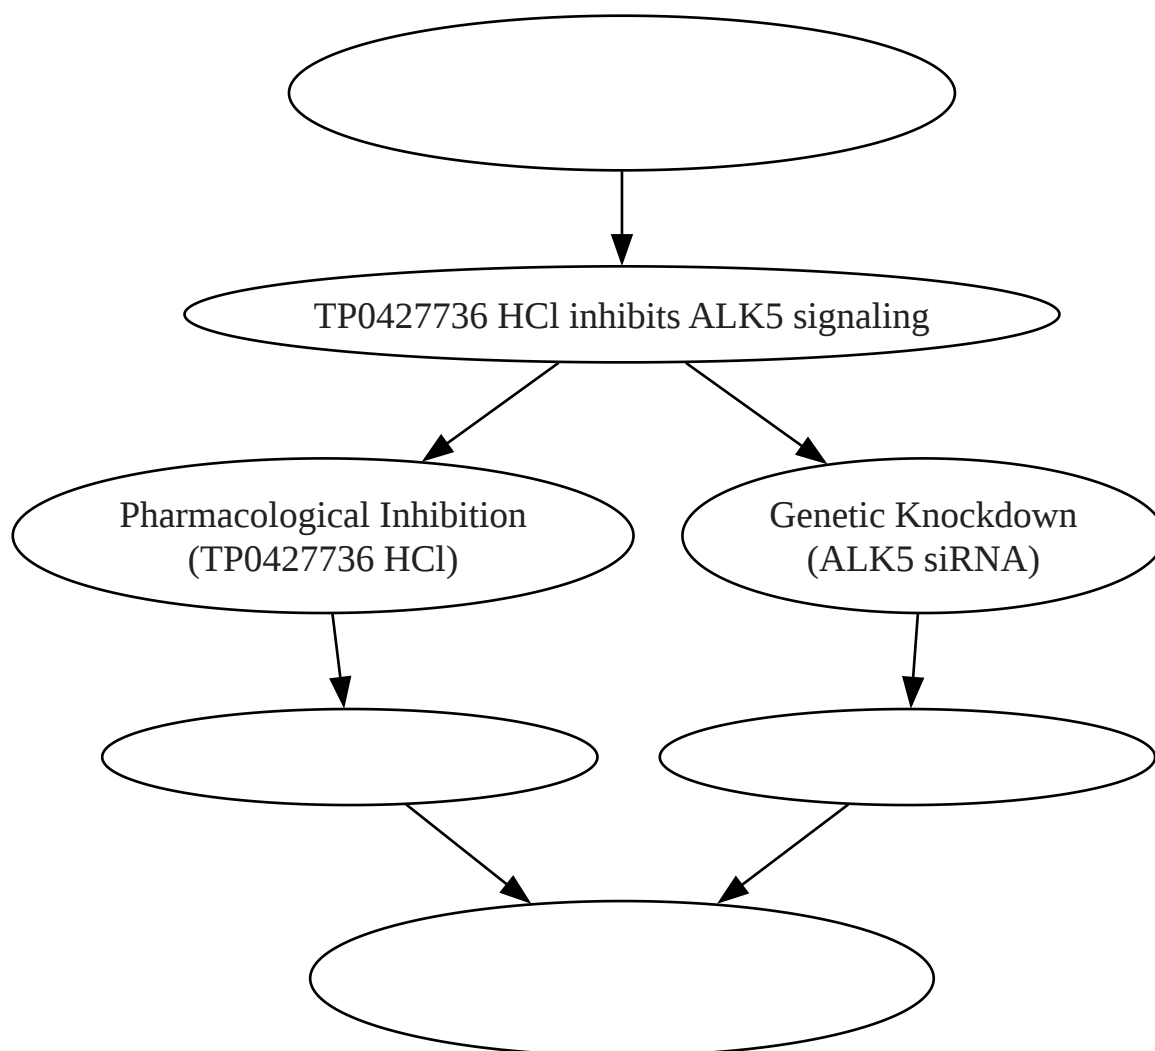 TP0427736 HCl inhibits ALK5 signaling
Pharmacological Inhibition
(TP0427736 HCl)
Genetic Knockdown
(ALK5 siRNA)